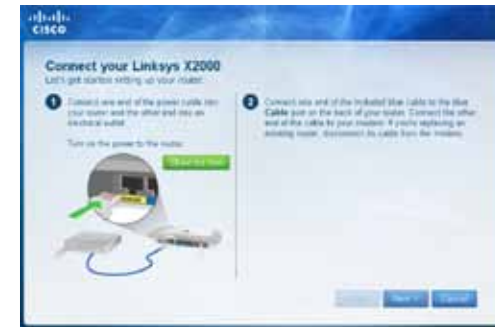 CISCO
Connect your Linksys X2000
Let's get started setting up your router.
1
Connect one end of the power cable into
your router and the other end into an
electrical outlet.
Turn on the power to the router.
2
Connect one end of the included blue cable to the blue
Cable port on the back of your router. Connect the other
end of the cable to your modem. If you're replacing an
existing router, disconnect its cable from the modem.
Next >
Cancel